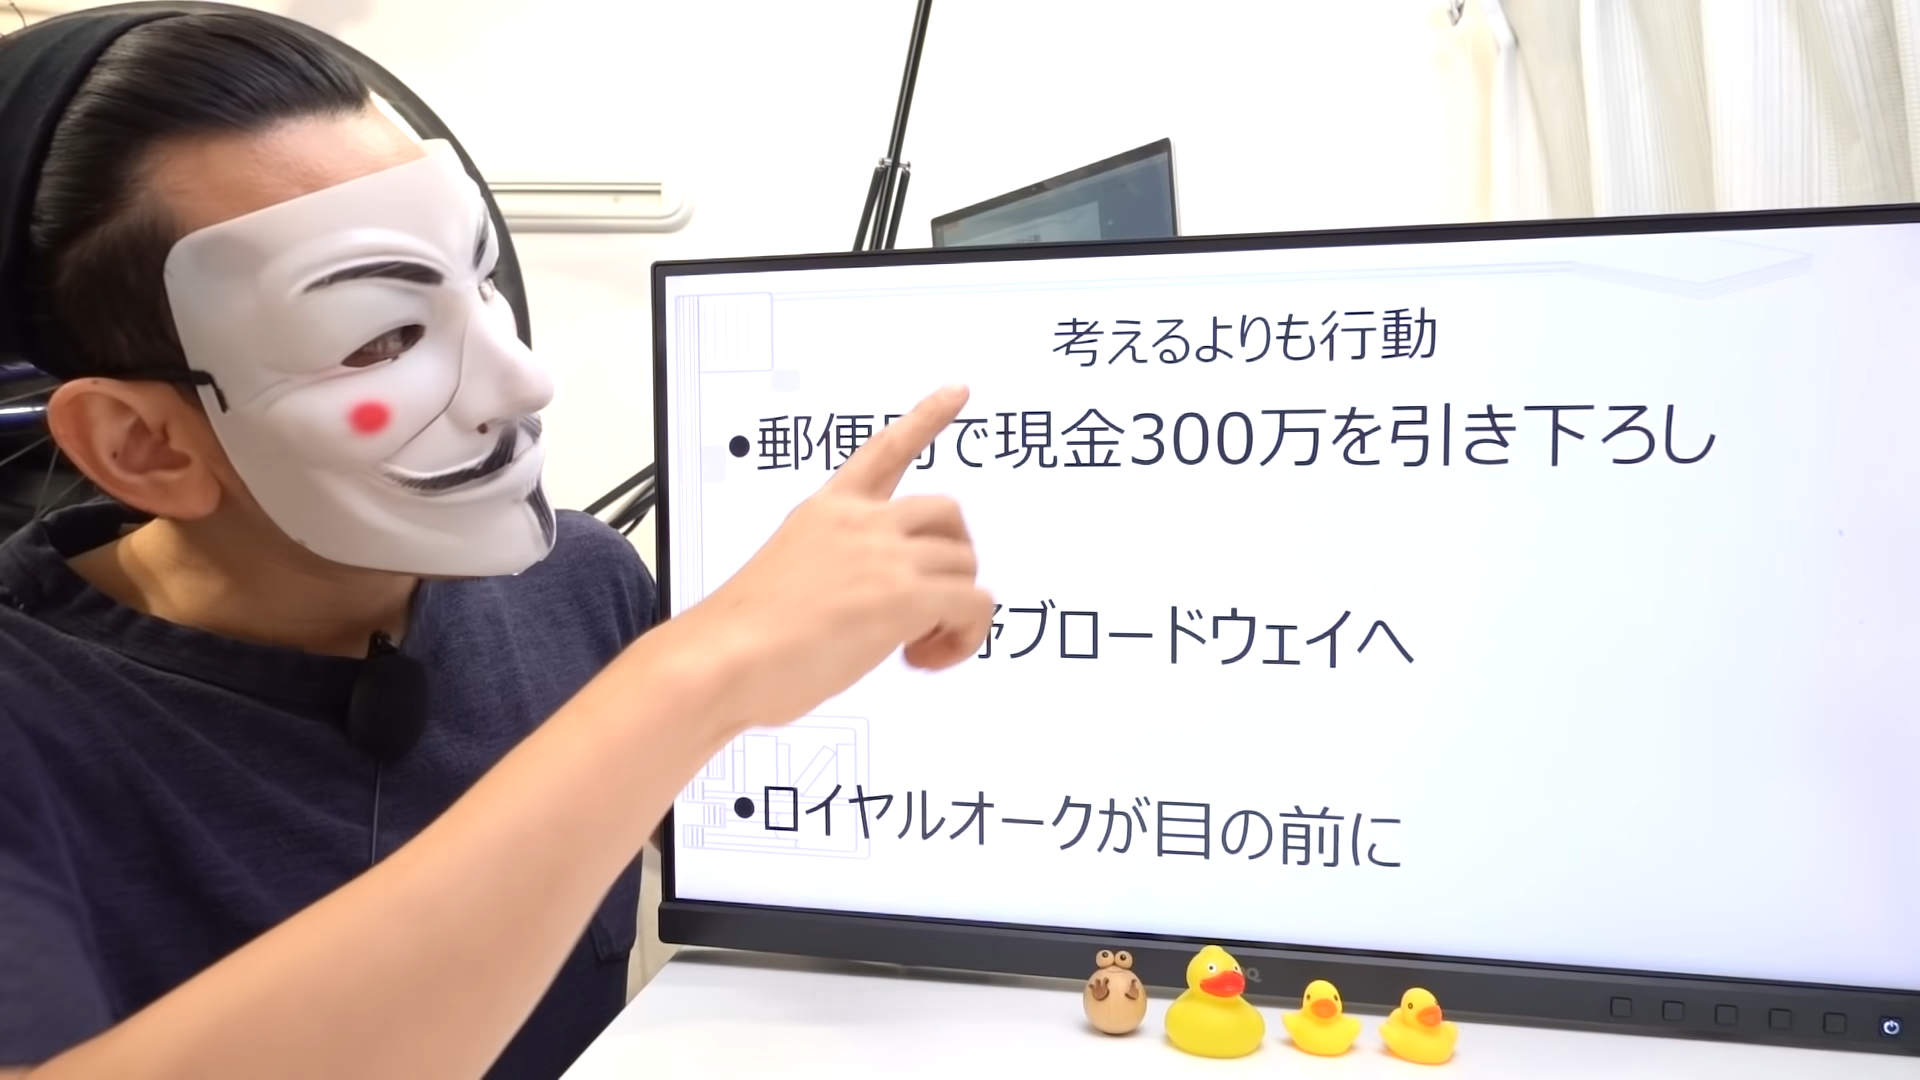 考えるよりも行動
•郵便局で現金300万を引き下ろし
野ブロードウェイへ
•ロイヤルオークが目の前に